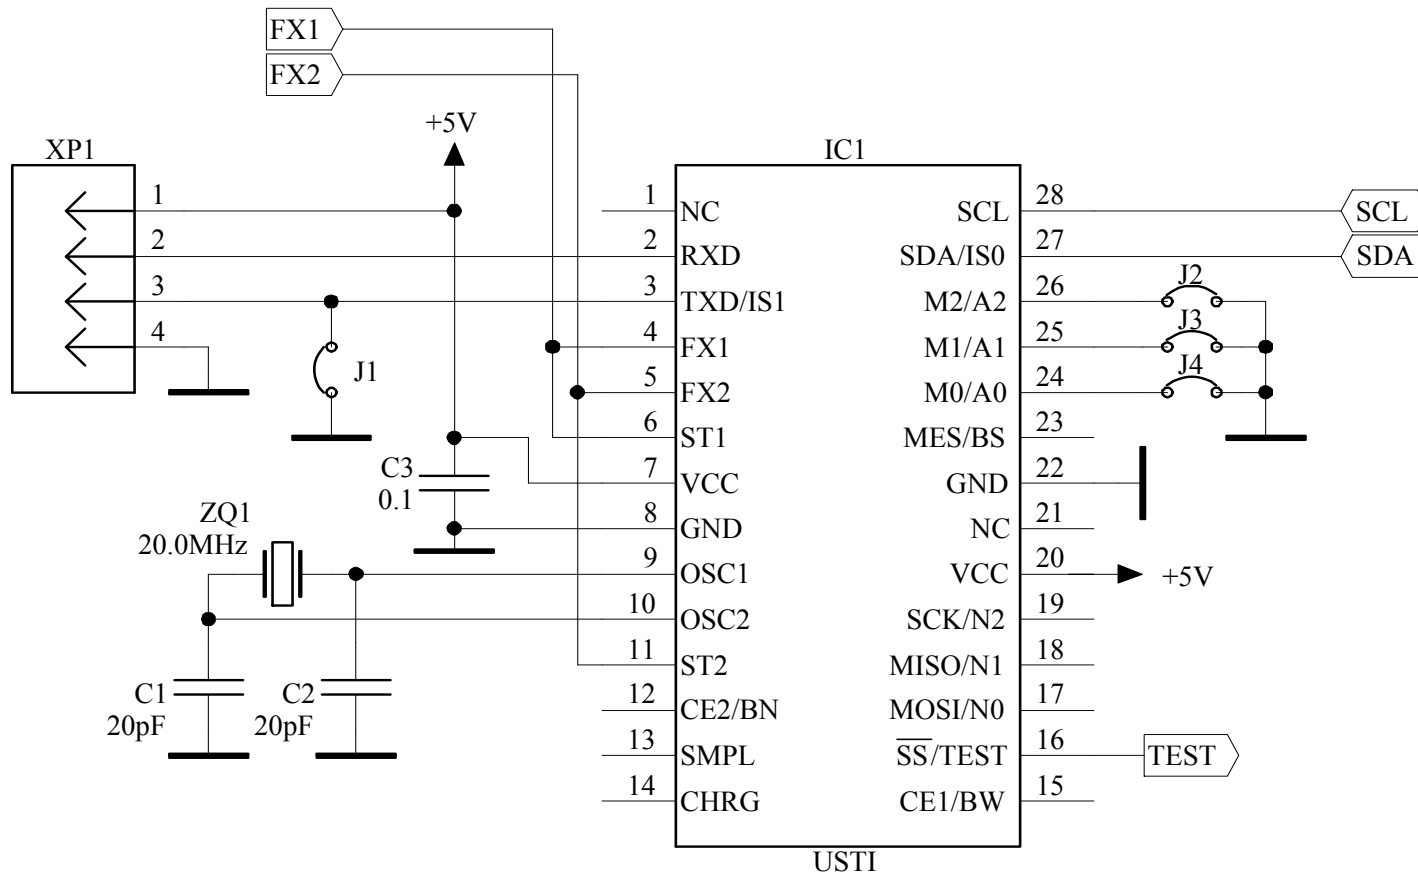 FX1
FX2
+5V
XP1
1
2
3
4
J1
C3
0.1
ZQ1
20.0MHz
C1
20pF
C2
20pF
IC1
1 NC
2 RXD
3 TXD/IS1
4 FX1
5 FX2
6 ST1
7 VCC
8 GND
9 OSC1
10 OSC2
11 ST2
12 CE2/BN
13 SMPL
14 CHRG
SCL 28
SDA/IS0 27
M2/A2 26
M1/A1 25
M0/A0 24
MES/BS 23
GND 22
NC 21
VCC 20
SCK/N2 19
MISO/N1 18
MOSI/N0 17
S̅S̅/TEST 16
CE1/BW 15
USTI
SCL
SDA
J2
J3
J4
+5V
TEST